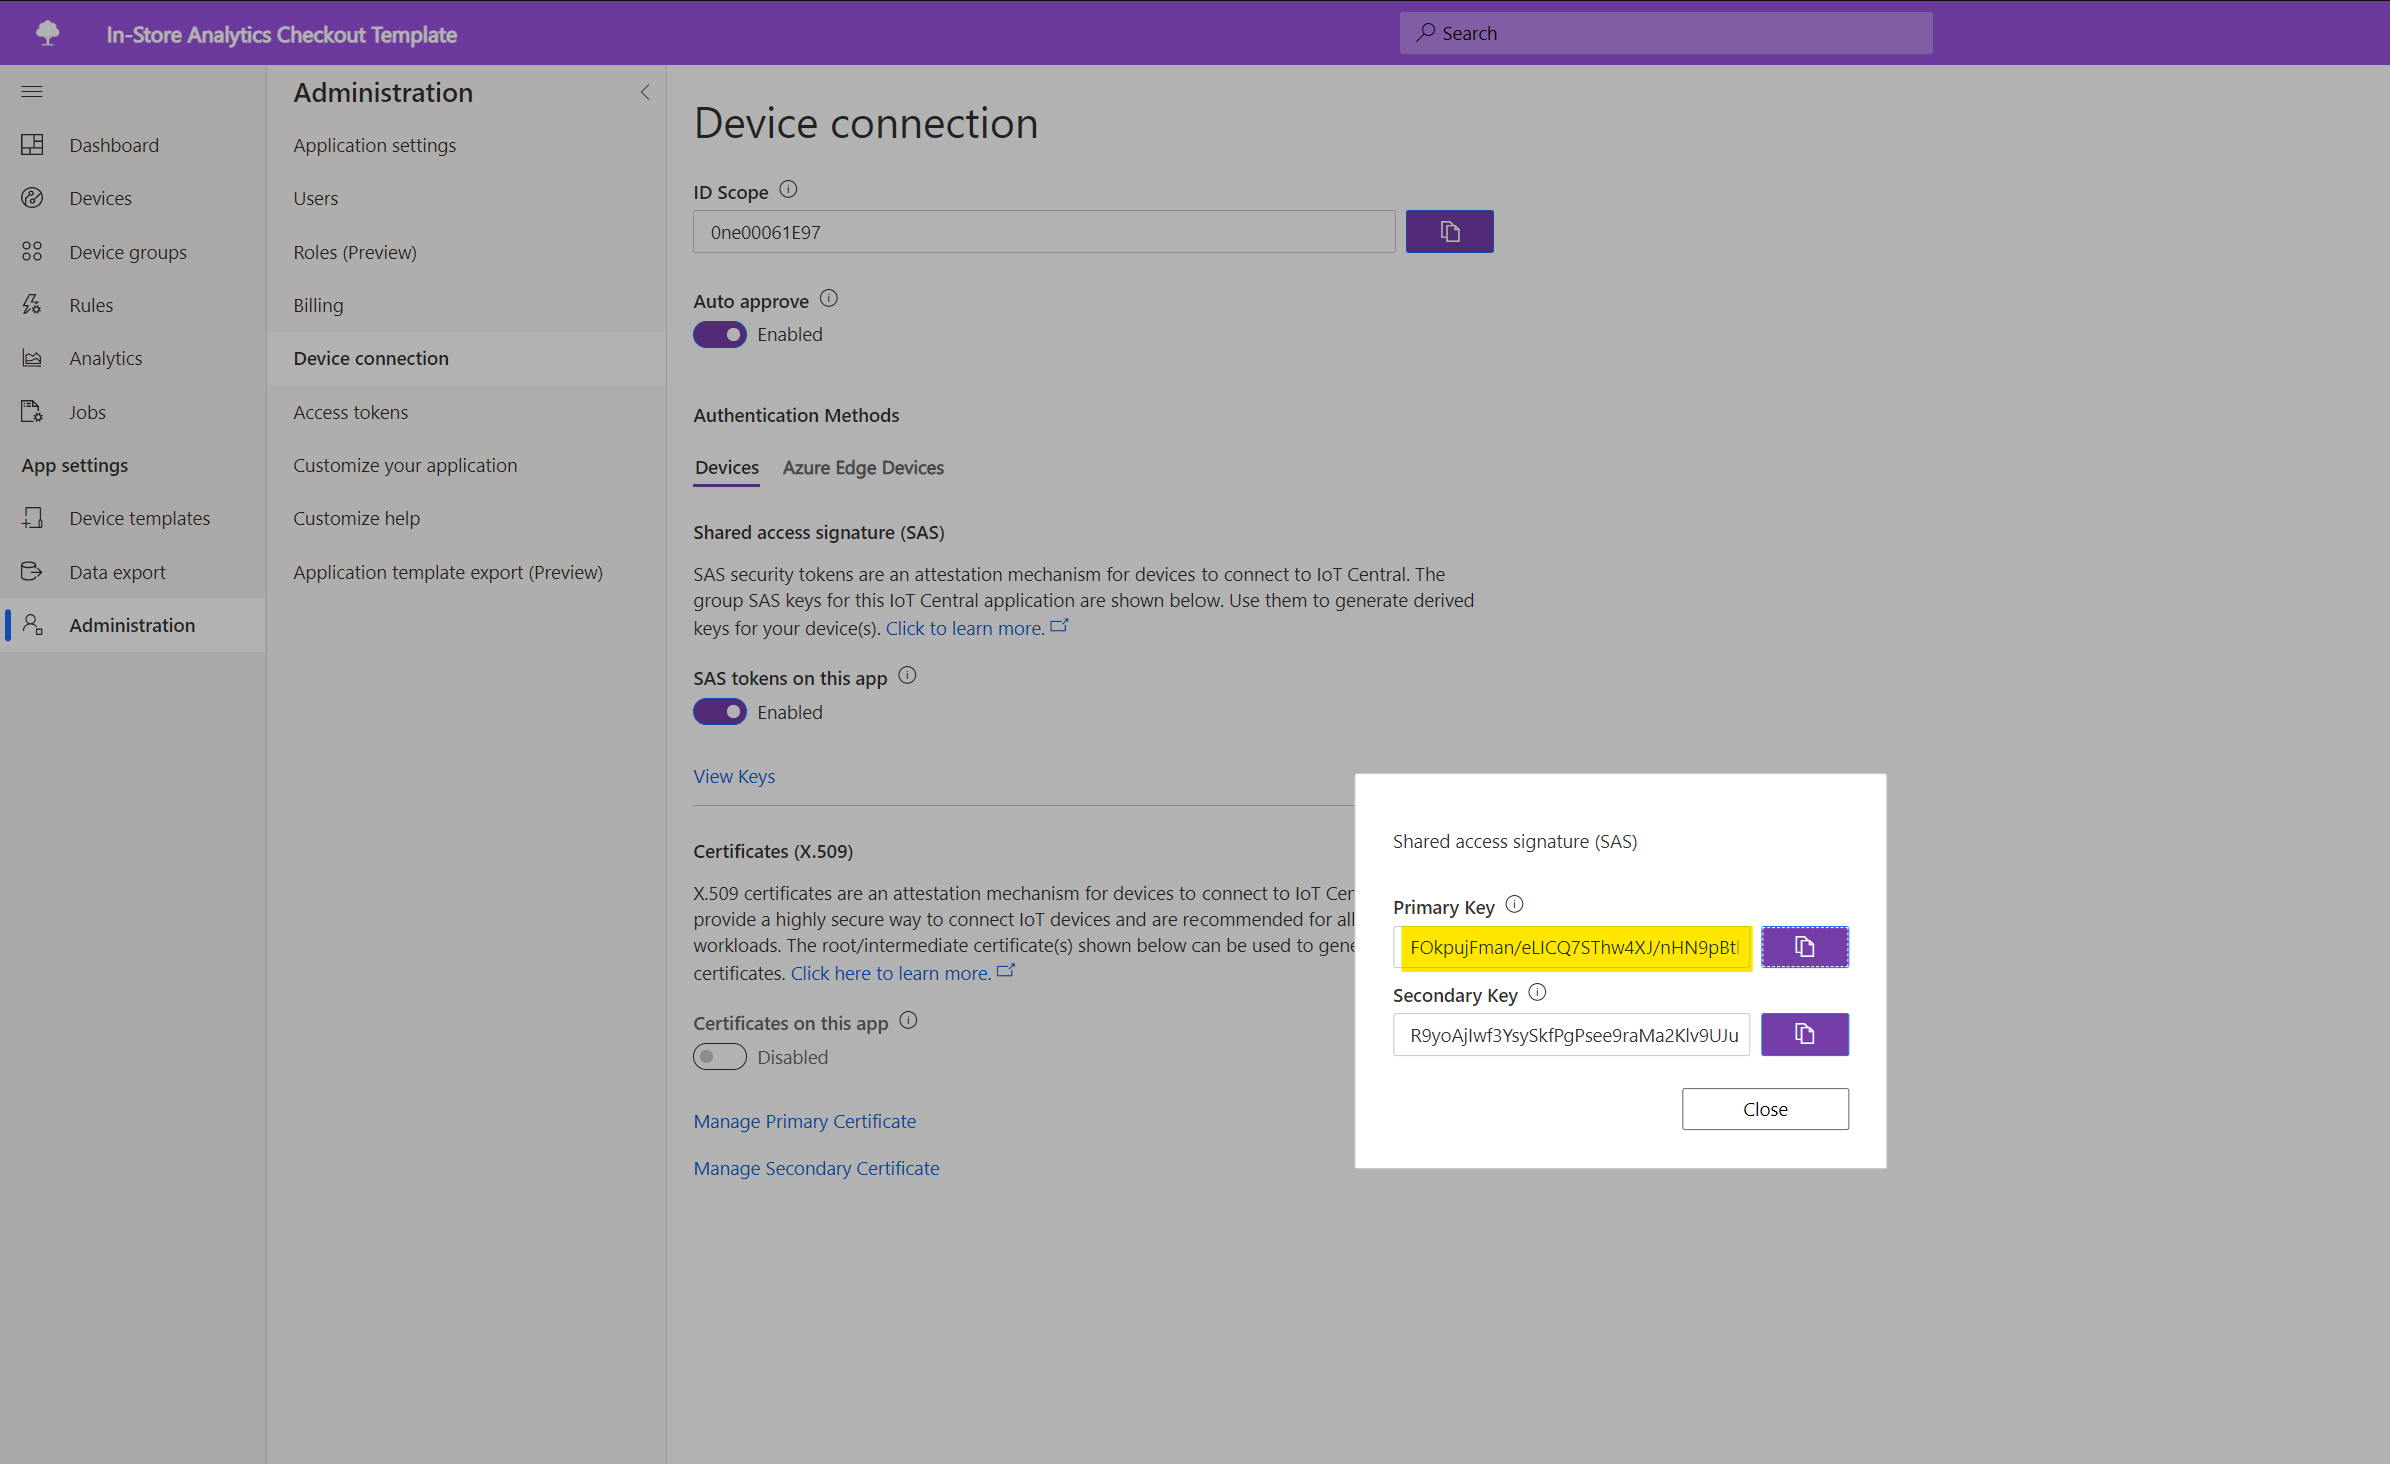 In-Store Analytics Checkout Template
Search
Dashboard
Devices
Device groups
Rules
Analytics
Jobs
App settings
Device templates
Data export
Administration
Administration
Application settings
Users
Roles (Preview)
Billing
Device connection
Access tokens
Customize your application
Customize help
Application template export (Preview)
Device connection
ID Scope
0ne00061E97
Auto approve
Enabled
Authentication Methods
Devices Azure Edge Devices
Shared access signature (SAS)
SAS security tokens are an attestation mechanism for devices to connect to IoT Central. The
group SAS keys for this IoT Central application are shown below. Use them to generate derived
keys for your device(s). Click to learn more.
SAS tokens on this app
Enabled
View Keys
Certificates (X.509)
X.509 certificates are an attestation mechanism for devices to connect to IoT Cer
provide a highly secure way to connect IoT devices and are recommended for all
workloads. The root/intermediate certificate(s) shown below can be used to gene
certificates. Click here to learn more.
Certificates on this app
Disabled
Manage Primary Certificate
Manage Secondary Certificate
Shared access signature (SAS)
Primary Key
FOkpujFman/eLICQ7SThw4XJ/nHN9pBt
Secondary Key
R9yoAjIwf3YsySkfPgPsee9raMa2Klv9UJu
Close